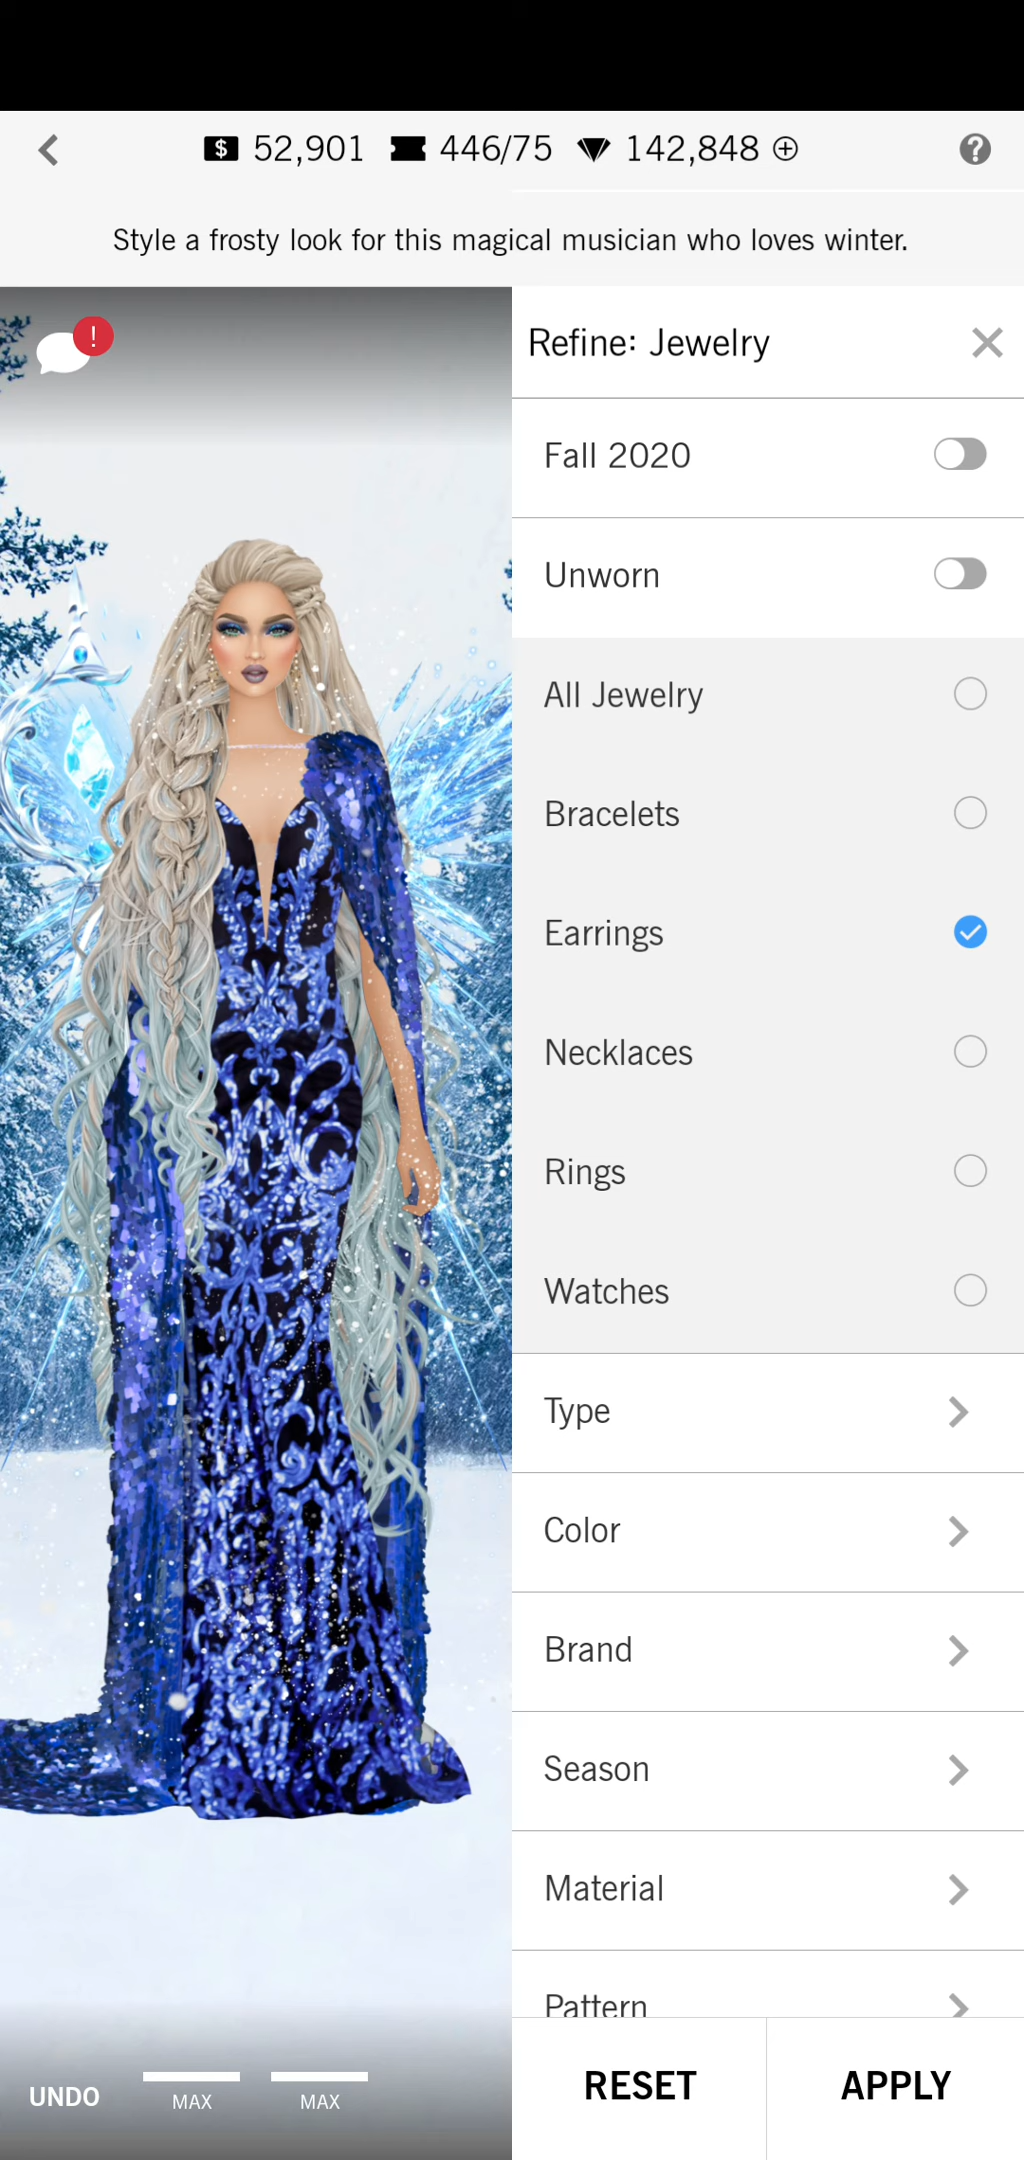 $ 52,901 446/75 142,848
Style a frosty look for this magical musician who loves winter.
!
Refine: Jewelry
Fall 2020
Unworn
All Jewelry
Bracelets
Earrings
Necklaces
Rings
Watches
Type
Color
Brand
Season
Material
Pattern
UNDO MAX MAX
RESET APPLY